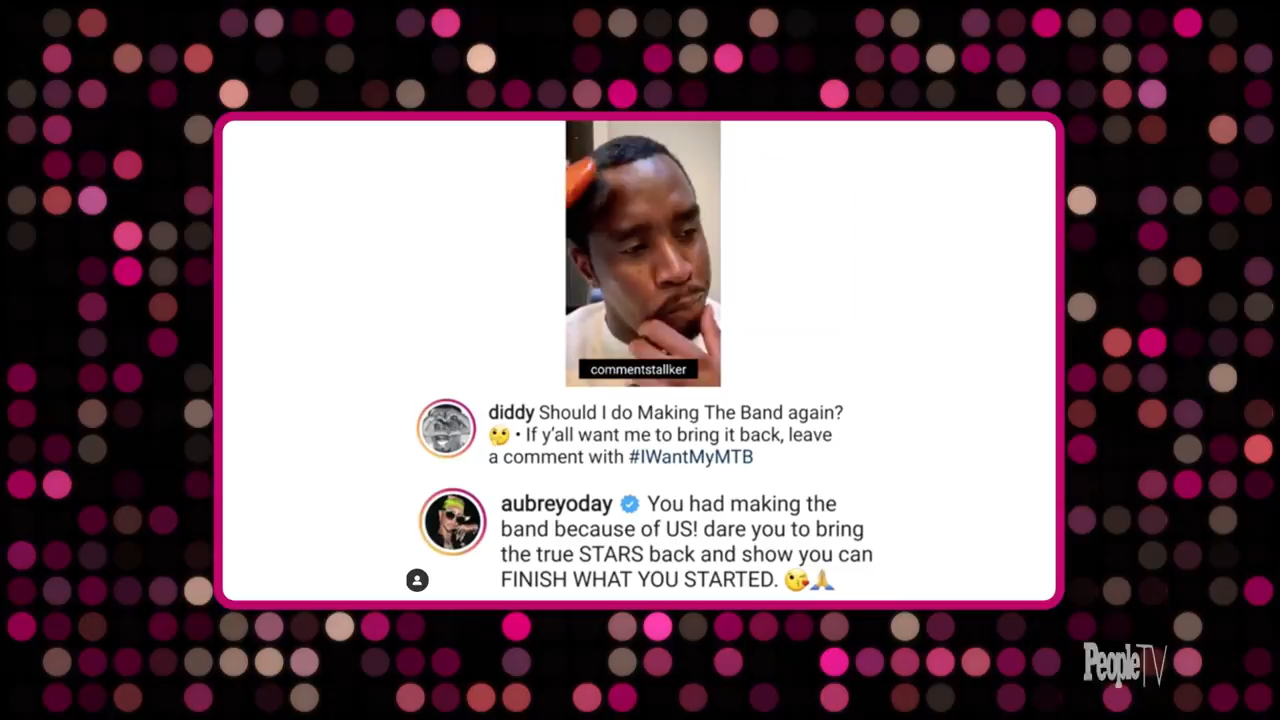 commentstallker
diddy Should I do Making The Band again?
🤔 • If y'all want me to bring it back, leave
a comment with #IWantMyMTB
aubreyoday You had making the
band because of US! dare you to bring
the true STARS back and show you can
FINISH WHAT YOU STARTED. 😘🙏
PeopleTV